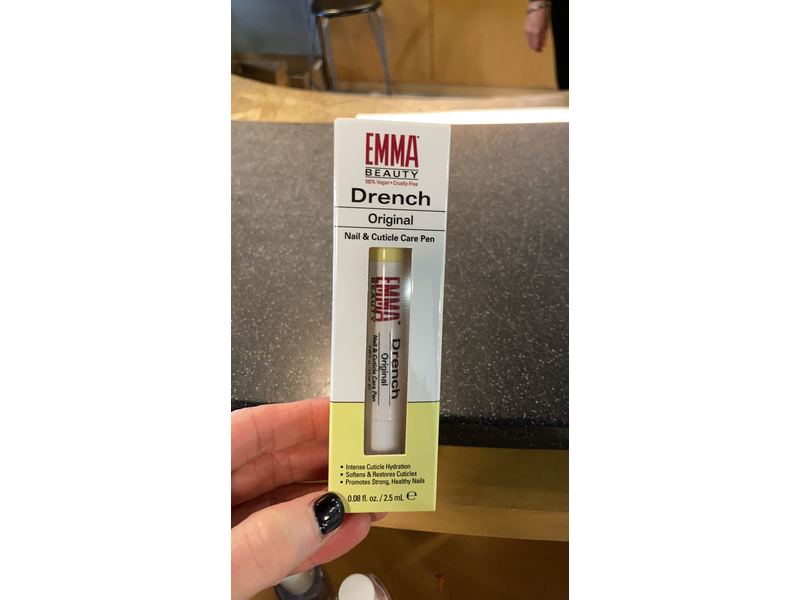 EMMA
BEAUTY
100% Vegan • Cruelty-Free
Drench
Original
Nail & Cuticle Care Pen
EMMA
BEAUTY
Drench
Original
Nail & Cuticle Care Pen
• Intense Cuticle Hydration
• Softens & Restores Cuticles
• Promotes Strong, Healthy Nails
0.08 fl. oz. / 2.5 mL ℮